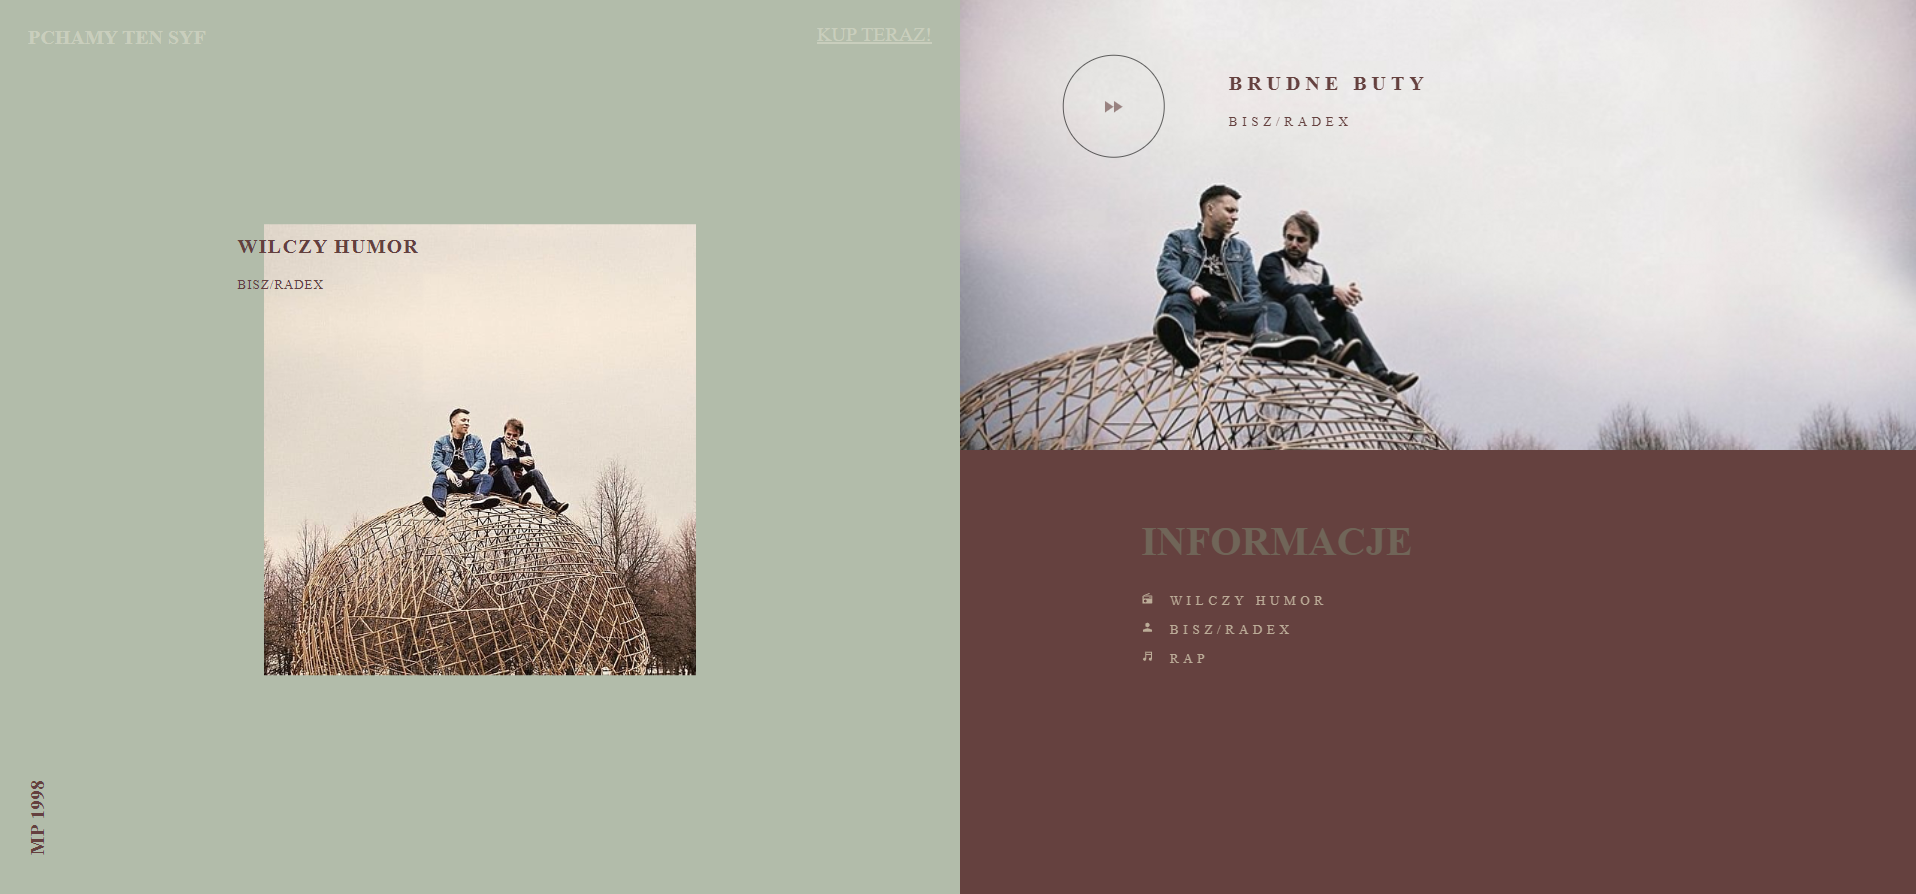 PCHAMY TEN SYF
KUP TERAZ!
WILCZY HUMOR
BISZ/RADEX
MP 1998
BRUDNE BUTY
BISZ/RADEX
INFORMACJE
WILCZY HUMOR
BISZ/RADEX
RAP